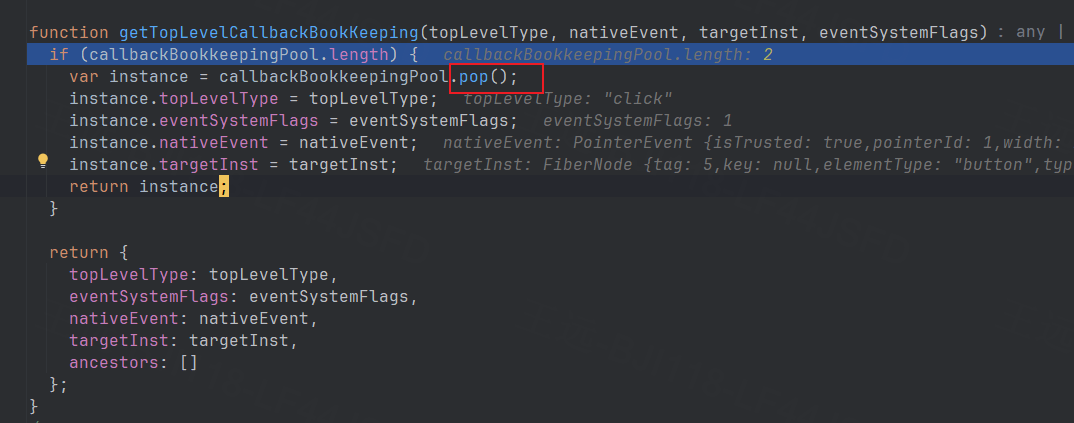 function getTopLevelCallbackBookKeeping(topLevelType, nativeEvent, targetInst, eventSystemFlags) : any |
if (callbackBookkeepingPool.length) { callbackBookkeepingPool.length: 2
var instance = callbackBookkeepingPool.pop();
instance.topLevelType = topLevelType; topLevelType: "click"
instance.eventSystemFlags = eventSystemFlags; eventSystemFlags: 1
instance.nativeEvent = nativeEvent; nativeEvent: PointerEvent {isTrusted: true,pointerId: 1,width:
instance.targetInst = targetInst; targetInst: FiberNode {tag: 5,key: null,elementType: "button",typ
return instance;
}
return {
topLevelType: topLevelType,
eventSystemFlags: eventSystemFlags,
nativeEvent: nativeEvent,
targetInst: targetInst,
ancestors: []
};
}